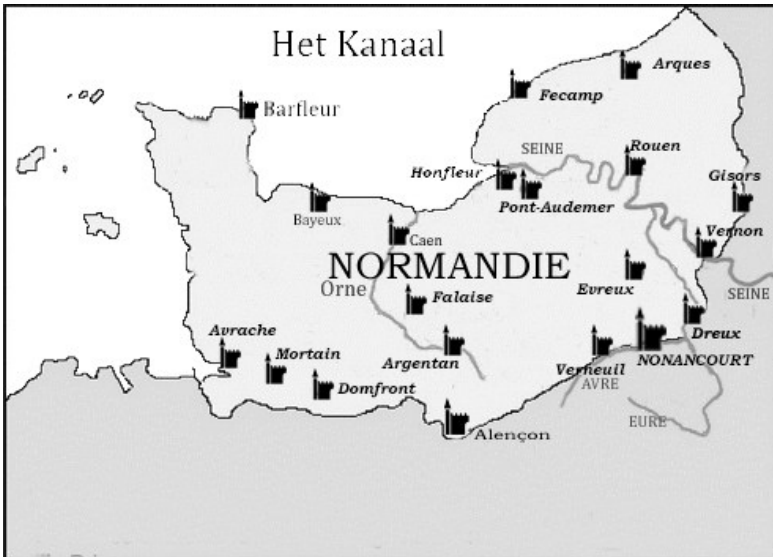 Het Kanaal
Arques
Fecamp
Barfleur
SEINE
Rouen
Honfleur
Gisors
Pont-Audemer
Bayeux
Vernon
Caen
NORMANDIE
Evreux
Orne
SEINE
Falaise
Avrache
Dreux
Mortain
Argentan
Verneuil
NONANCOURT
AVRE
Domfront
EURE
Alençon